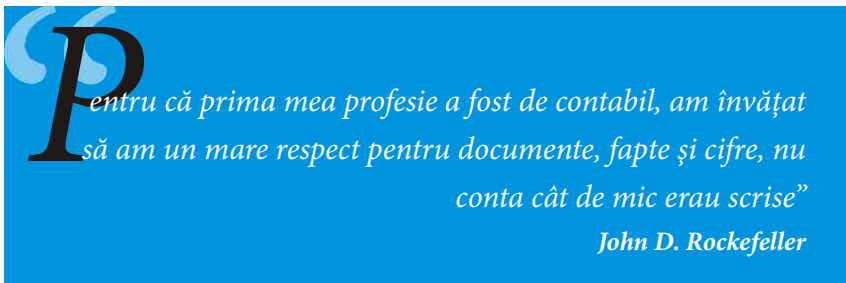 “Pentru că prima mea profesie a fost de contabil, am învățat
să am un mare respect pentru documente, fapte şi cifre, nu
conta cât de mic erau scrise”
John D. Rockefeller